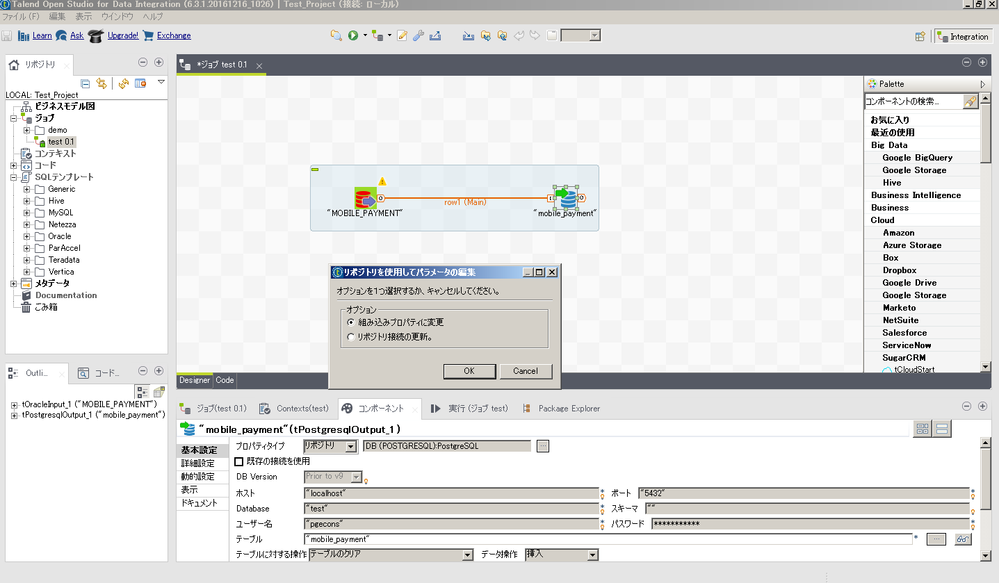 Talend Open Studio for Data Integration (6.3.1.20161216_1026) | Test_Project (接続: ローカル)
ファイル(F) 編集 表示 ウインドウ ヘルプ
Learn Ask Upgrade! Exchange
Integration
リポジトリ
LOCAL: Test_Project
ビジネスモデル図
ジョブ
demo
test 0.1
コンテキスト
コード
SQLテンプレート
Generic
Hive
MySQL
Netezza
Oracle
ParAccel
Teradata
Vertica
メタデータ
Documentation
ごみ箱
Outli... コード...
tOracleInput_1 ("MOBILE_PAYMENT")
tPostgresqlOutput_1 ("mobile_payment")
*ジョブ test 0.1
row1 (Main)
"MOBILE_PAYMENT" "mobile_payment"
リポジトリを使用してパラメータの編集
オプションを1つ選択するか、キャンセルしてください。
オプション
組み込みプロパティに変更
リポジトリ接続の更新。
OK Cancel
Designer Code
Palette
コンポーネントの検索...
お気に入り
最近の使用
Big Data
Google BigQuery
Google Storage
Hive
Business Intelligence
Business
Cloud
Amazon
Azure Storage
Box
Dropbox
Google Drive
Google Storage
Marketo
NetSuite
Salesforce
ServiceNow
SugarCRM
tCloudStart
ジョブ(test 0.1) Contexts(test) コンポーネント 実行 (ジョブ test) Package Explorer
"mobile_payment"(tPostgresqlOutput_1)
基本設定
詳細設定
動的設定
表示
ドキュメント
プロパティタイプ リポジトリ DB (POSTGRESQL):PostgreSQL ...
既存の接続を使用
DB Version Prior to v9
ホスト "localhost" * ポート "5432" *
Database "test" * スキーマ ""
ユーザー名 "pgecons" * パスワード *********** *
テーブル "mobile_payment" * ...
テーブルに対する操作 テーブルのクリア データ操作 挿入